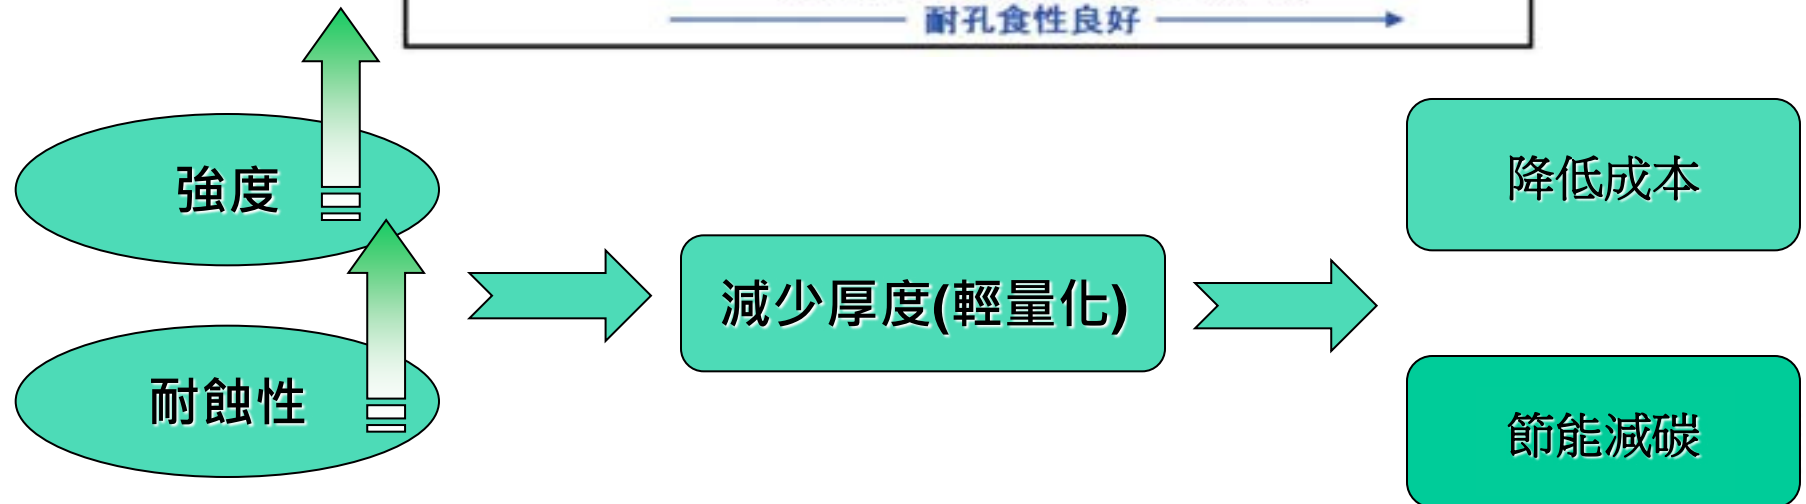 耐孔食性良好
強度
降低成本
減少厚度(輕量化)
耐蝕性
節能減碳